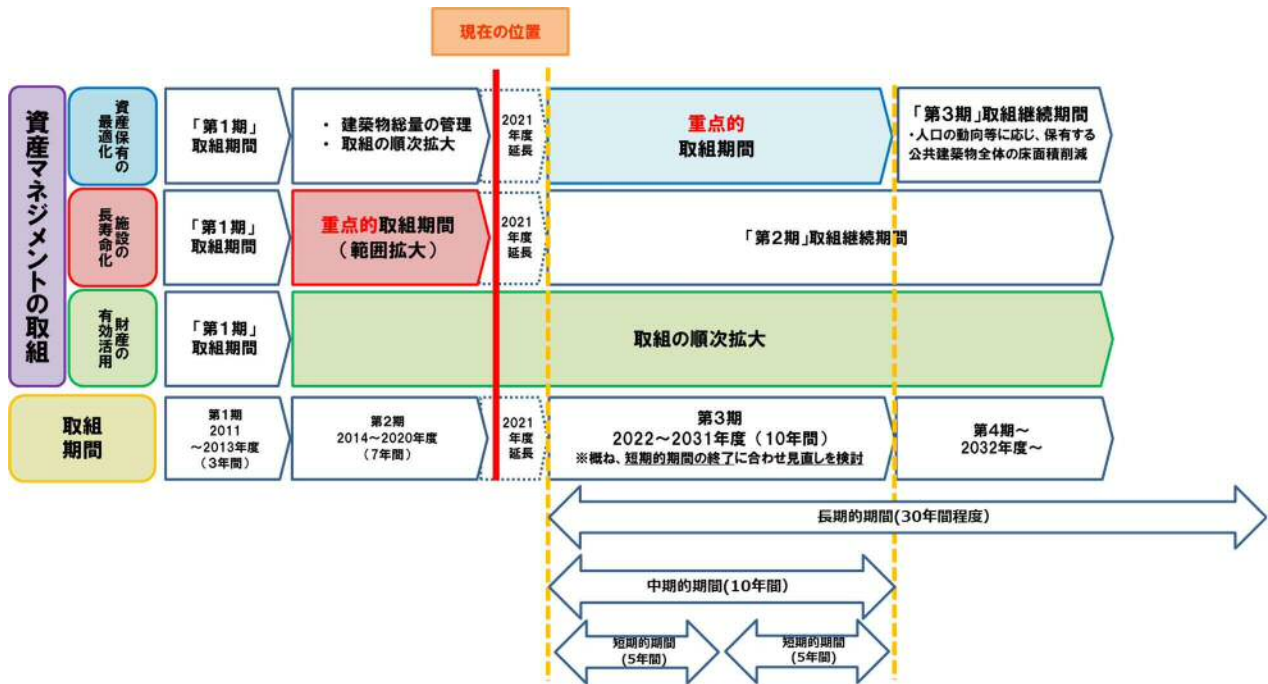 現在の位置
資産マネジメントの取組
資産保有の
最適化
「第1期」
取組期間
・ 建築物総量の管理
・ 取組の順次拡大
2021
年度
延長
重点的
取組期間
「第3期」取組継続期間
・人口の動向等に応じ、保有する
公共建築物全体の床面積削減
施設の
長寿命化
「第1期」
取組期間
重点的取組期間
（範囲拡大）
2021
年度
延長
「第2期」取組継続期間
財産の
有効活用
「第1期」
取組期間
取組の順次拡大
取組
期間
第1期
2011
～2013年度
（3年間）
第2期
2014～2020年度
（7年間）
2021
年度
延長
第3期
2022～2031年度（10年間）
※概ね、短期的期間の終了に合わせ見直しを検討
第4期～
2032年度～
長期的期間(30年間程度)
中期的期間(10年間)
短期的期間
(5年間)
短期的期間
(5年間)